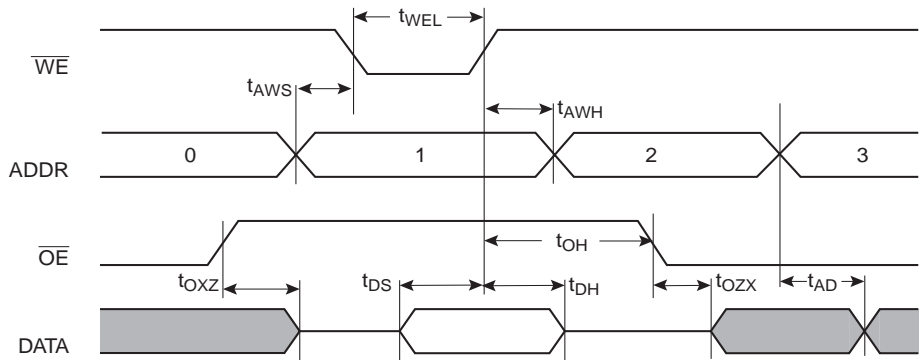 tWEL
WE
tAWS
tAWH
ADDR 0 1 2 3
OE
tOH
tOXZ tDS tDH tOZX tAD
DATA